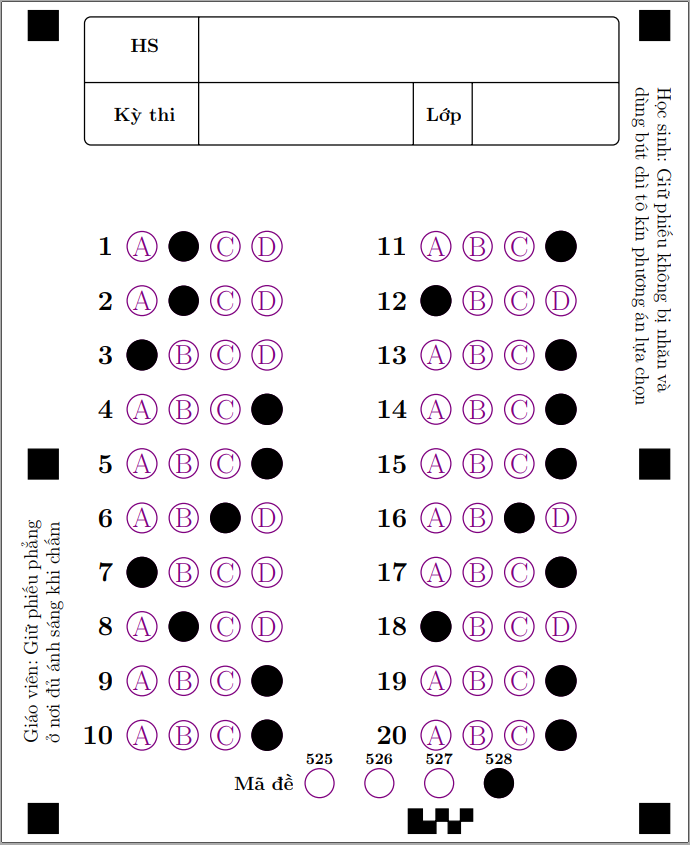 HS
Kỳ thi
Lớp
Học sinh: Giữ phiếu không bị nhăn và
dùng bút chì tô kín phương án lựa chọn
1 A C D
2 A C D
3 B C D
4 A B C
5 A B C
6 A B D
7 B C D
8 A C D
9 A B C
10 A B C
11 A B C
12 B C D
13 A B C
14 A B C
15 A B C
16 A B D
17 A B C
18 B C D
19 A B C
20 A B C
Giáo viên: Giữ phiếu phẳng
ở nơi đủ ánh sáng khi chấm
525 526 527 528
Mã đề